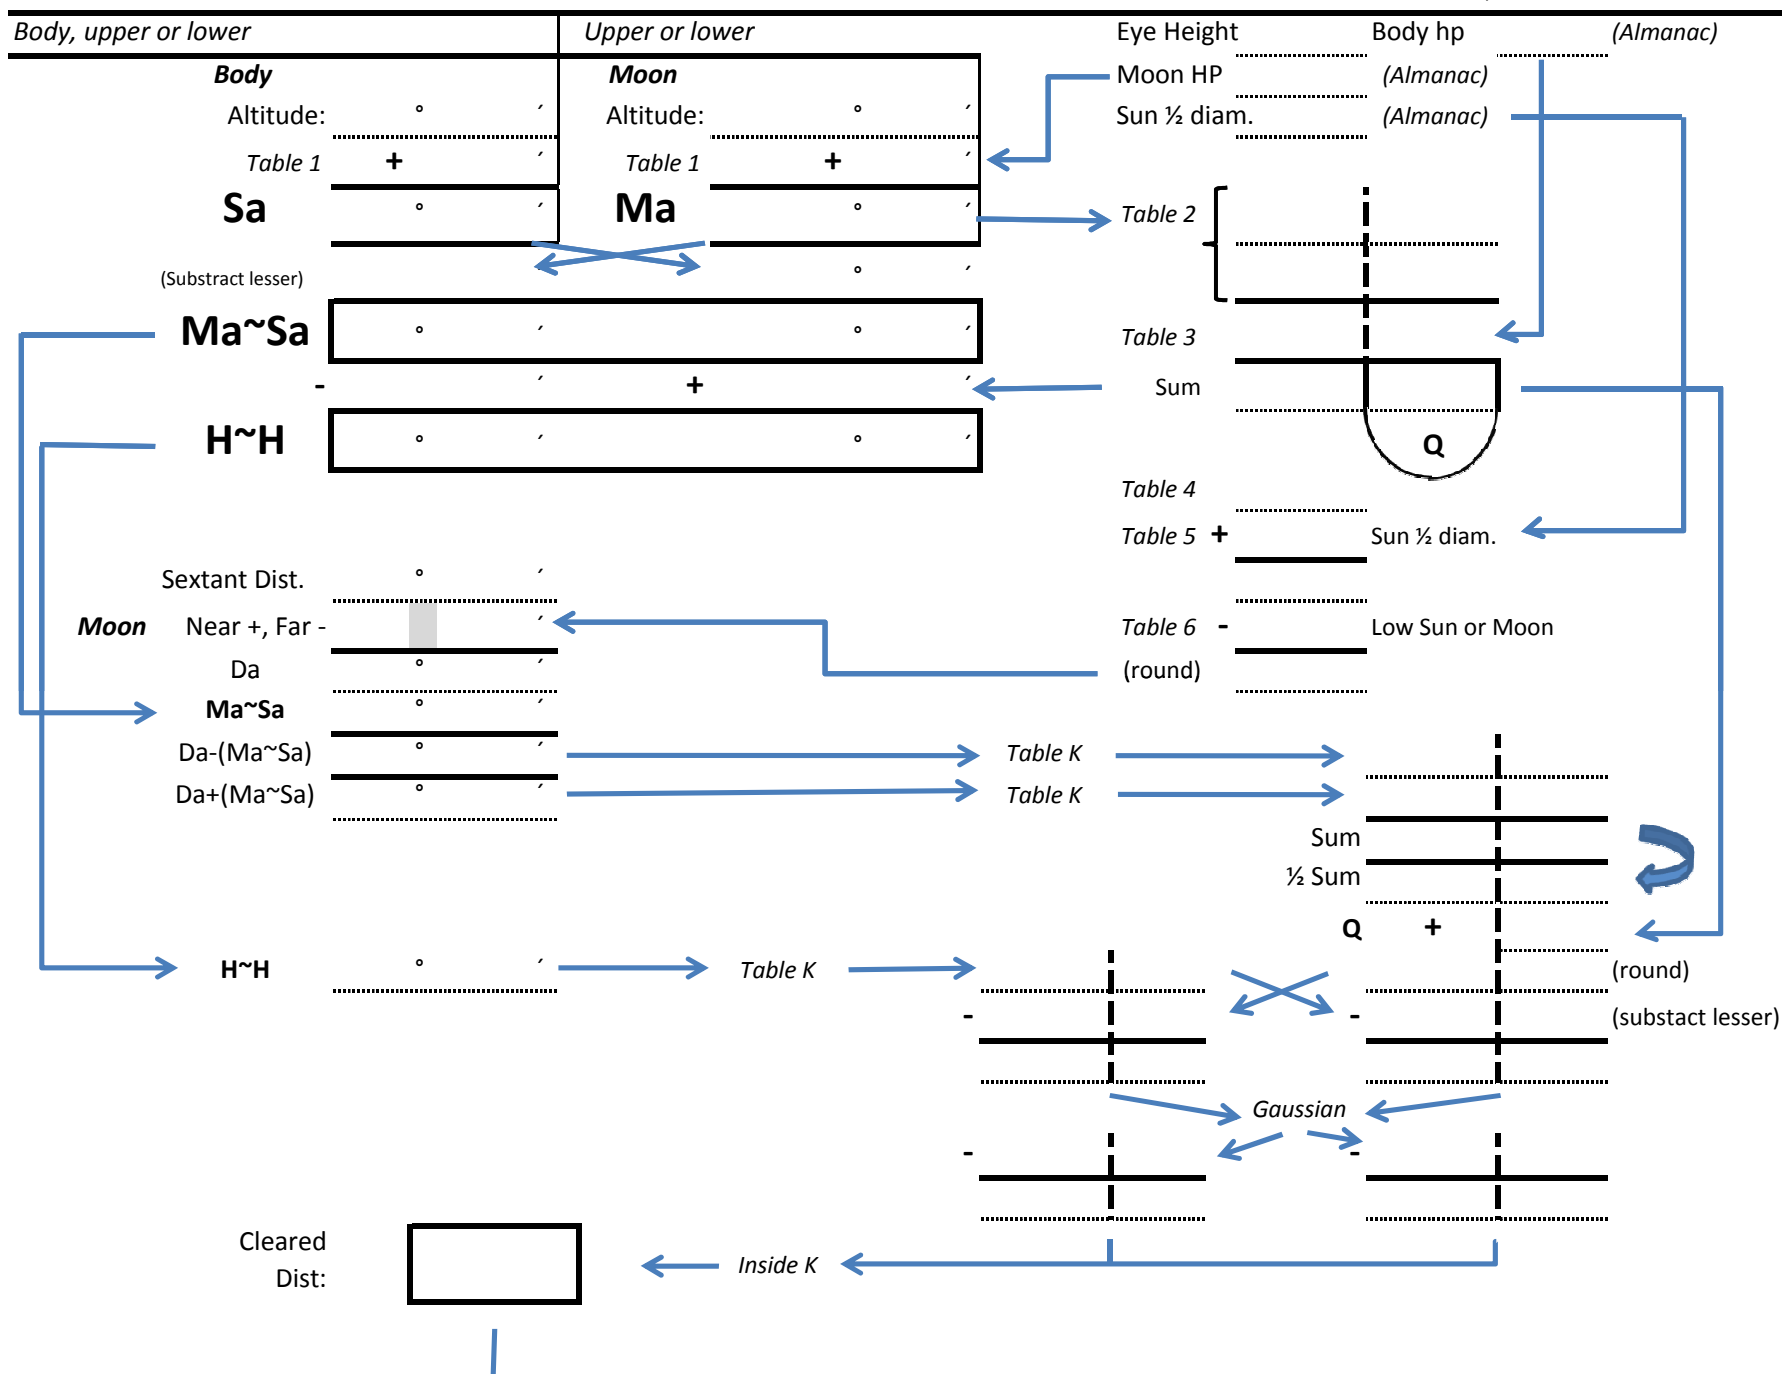 Body, upper or lower Upper or lower Eye Height Body hp (Almanac)
Body Moon Moon HP (Almanac)
Altitude: ° ´ Altitude: ° ´ Sun ½ diam. (Almanac)
Table 1 + ´ Table 1 + ´
Sa ° ´ Ma ° ´ Table 2
(Substract lesser) ´ ° ´
Ma~Sa ° ´ ° ´ Table 3
- ´ + ´ Sum
H~H ° ´ ° ´ Q
Table 4
Table 5 + Sun ½ diam.
Sextant Dist. ° ´
Moon Near +, Far - ´ Table 6 - Low Sun or Moon
Da ° ´ (round)
Ma~Sa ° ´
Da-(Ma~Sa) ° ´ Table K
Da+(Ma~Sa) ° ´ Table K
Sum
½ Sum
Q +
H~H ° ´ Table K (round)
- - (substact lesser)
Gaussian
- -
Cleared
Dist: Inside K